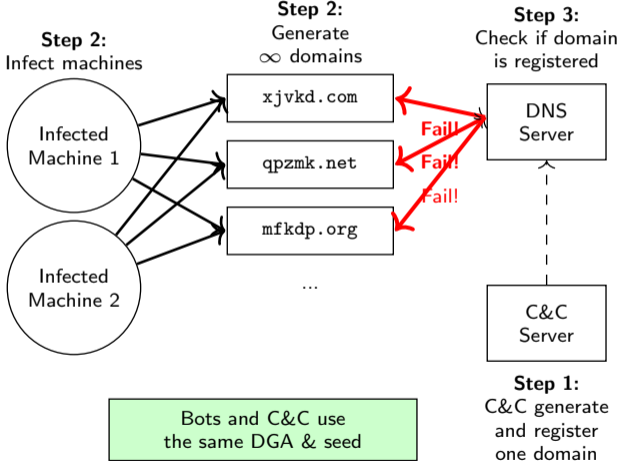 Step 2:
Infect machines
Step 2:
Generate
∞ domains
Step 3:
Check if domain
is registered
Infected
Machine 1
Infected
Machine 2
xjvkd.com
qpzmk.net
mfkdp.org
...
Fail!
Fail!
Fail!
DNS
Server
C&C
Server
Step 1:
C&C generate
and register
one domain
Bots and C&C use
the same DGA & seed